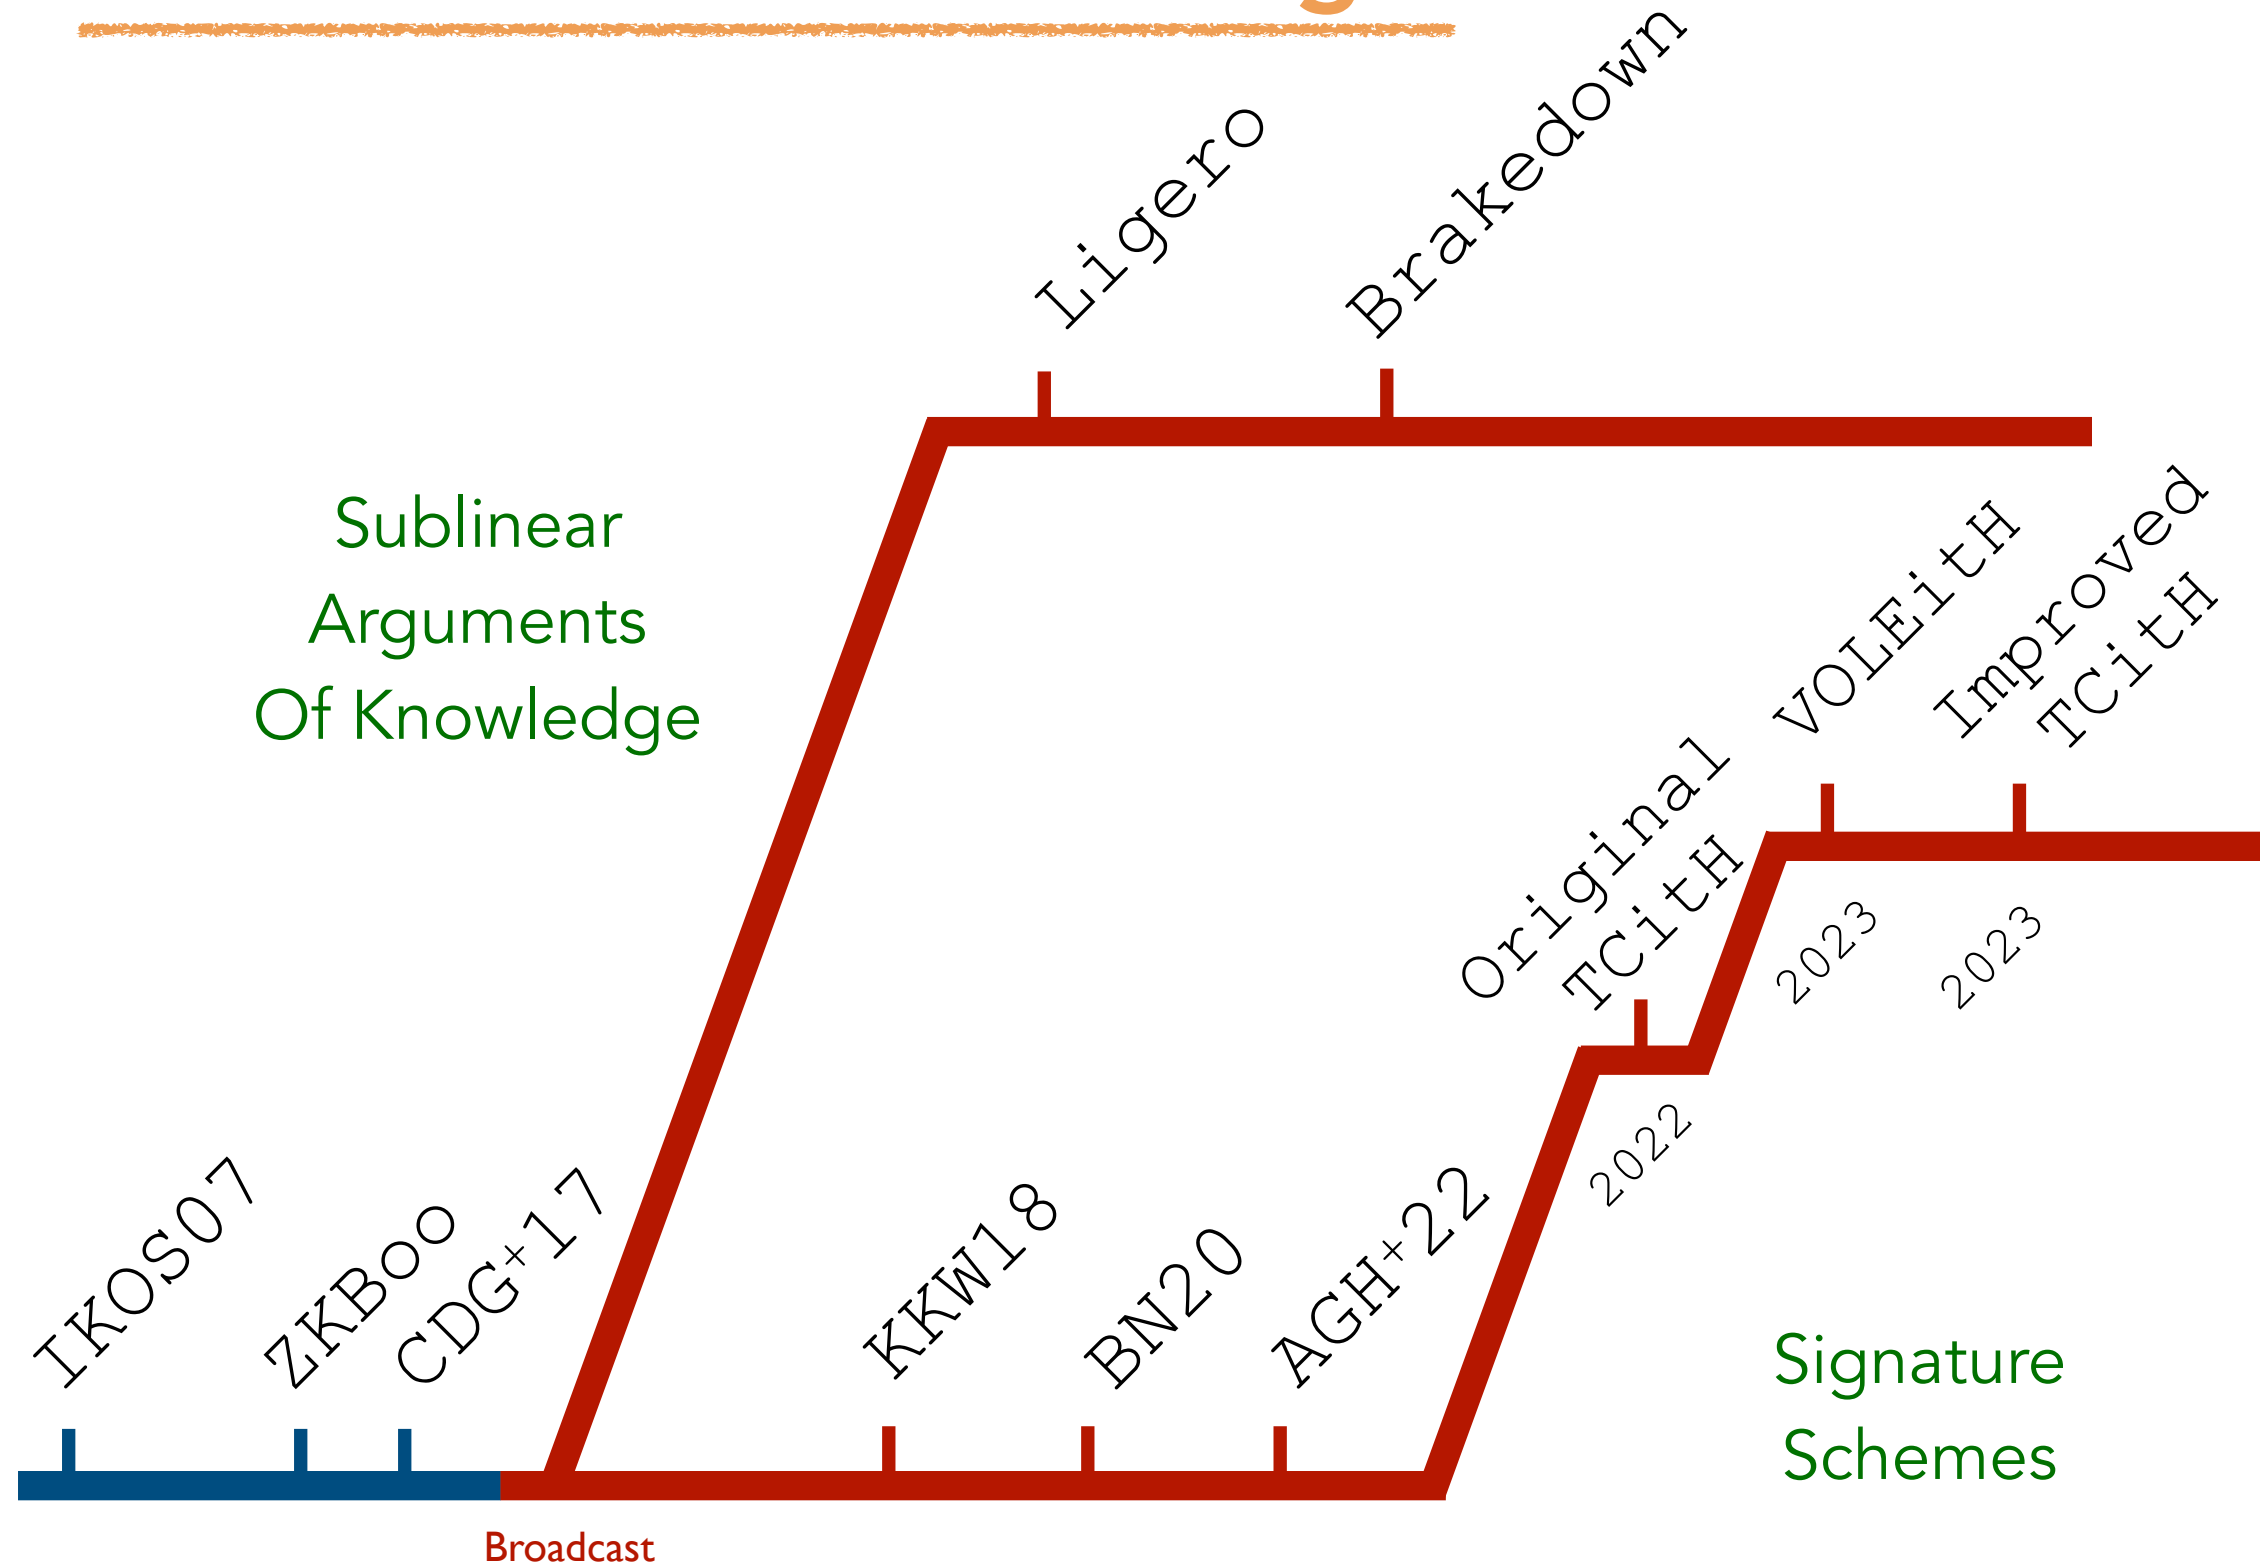 Ligero
Brakedown
Sublinear
Arguments
Of Knowledge
VOLEitH
Improved
TCitH
Original
TCitH
2023
2023
2022
IKOS07
ZKBoo
CDG+17
KKW18
BN20
AGH+22
Signature
Schemes
Broadcast